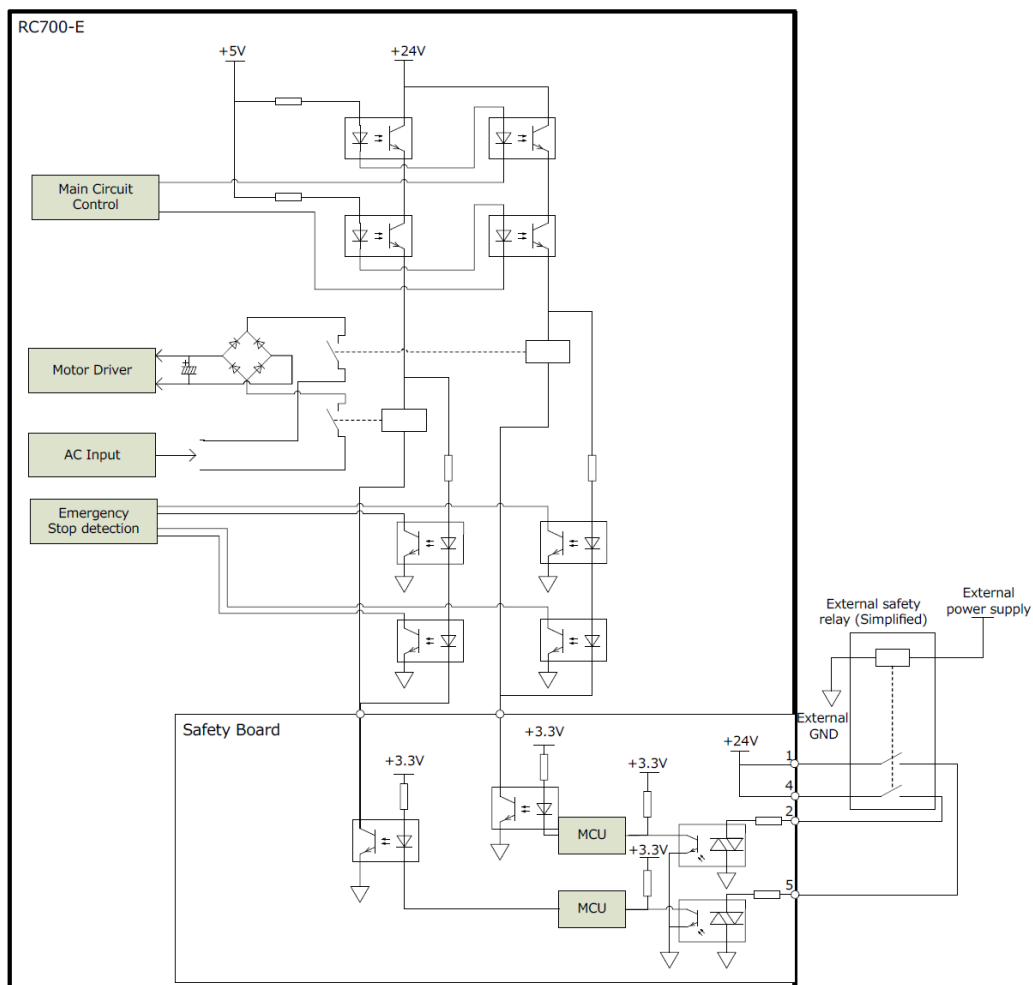 RC700-E
+5V
+24V
Main Circuit
Control
Motor Driver
+
AC Input
Emergency
Stop detection
External safety
relay (Simplified)
External
power supply
External
GND
Safety Board
+3.3V
+3.3V
+3.3V
+24V
1
4
2
MCU
+3.3V
5
MCU